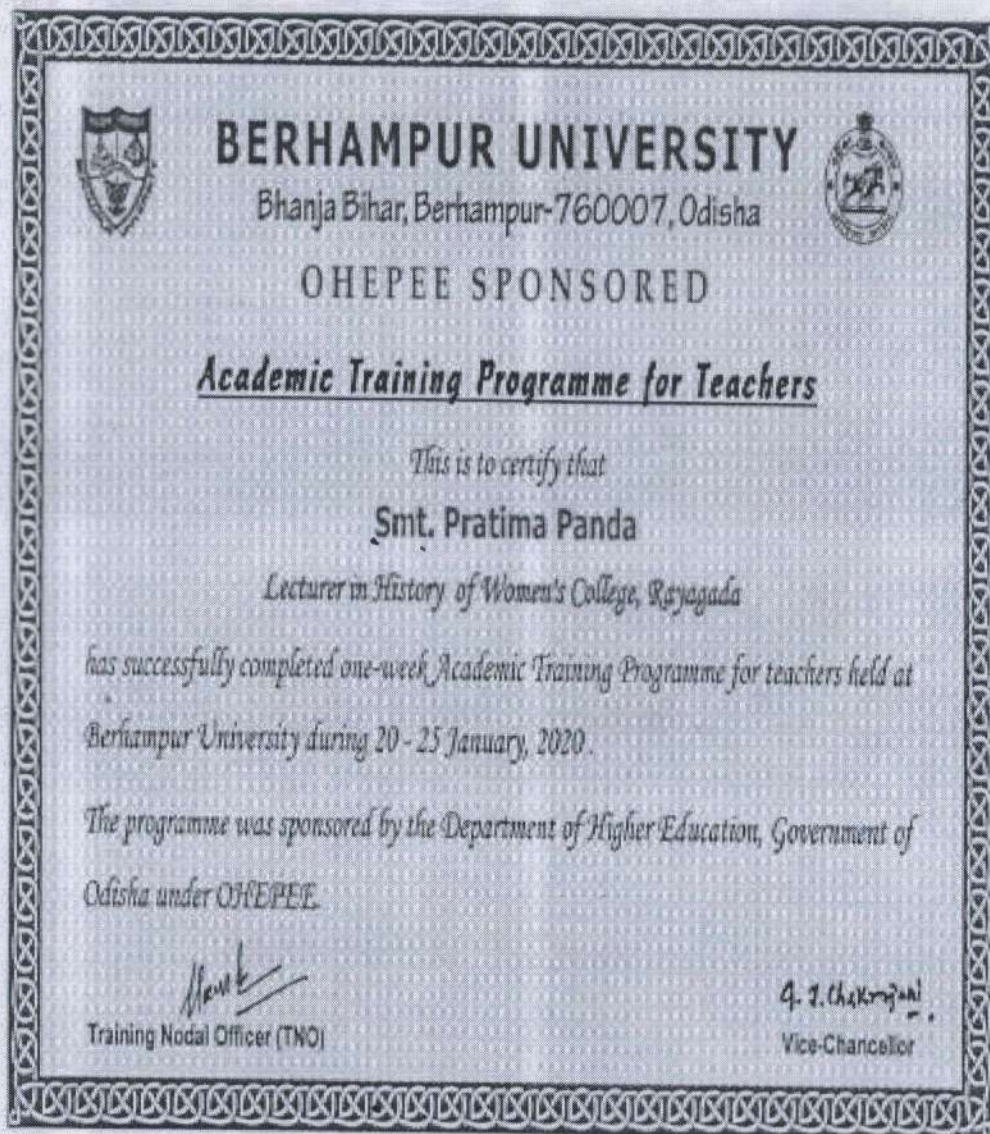 BERHAMPUR UNIVERSITY
Bhanja Bihar, Berhampur-760007, Odisha
OHEPEE SPONSORED
Academic Training Programme for Teachers
This is to certify that
Smt. Pratima Panda
Lecturer in History of Women's College, Rayagada
has successfully completed one-week Academic Training Programme for teachers held at
Berhampur University during 20 - 25 January, 2020.
The programme was sponsored by the Department of Higher Education, Government of
Odisha under OHEPEE.
Training Nodal Officer (TNO)
Vice-Chancellor